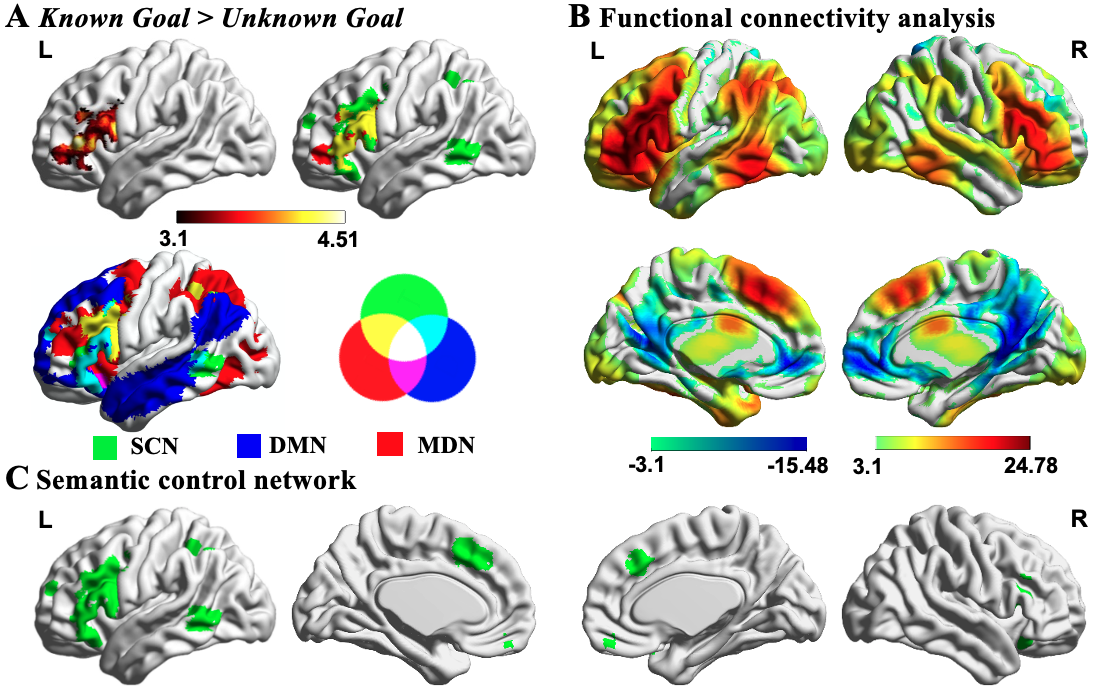 A Known Goal > Unknown Goal
L
3.1 4.51
SCN DMN MDN
B Functional connectivity analysis
L R
-3.1 -15.48 3.1 24.78
C Semantic control network
L R